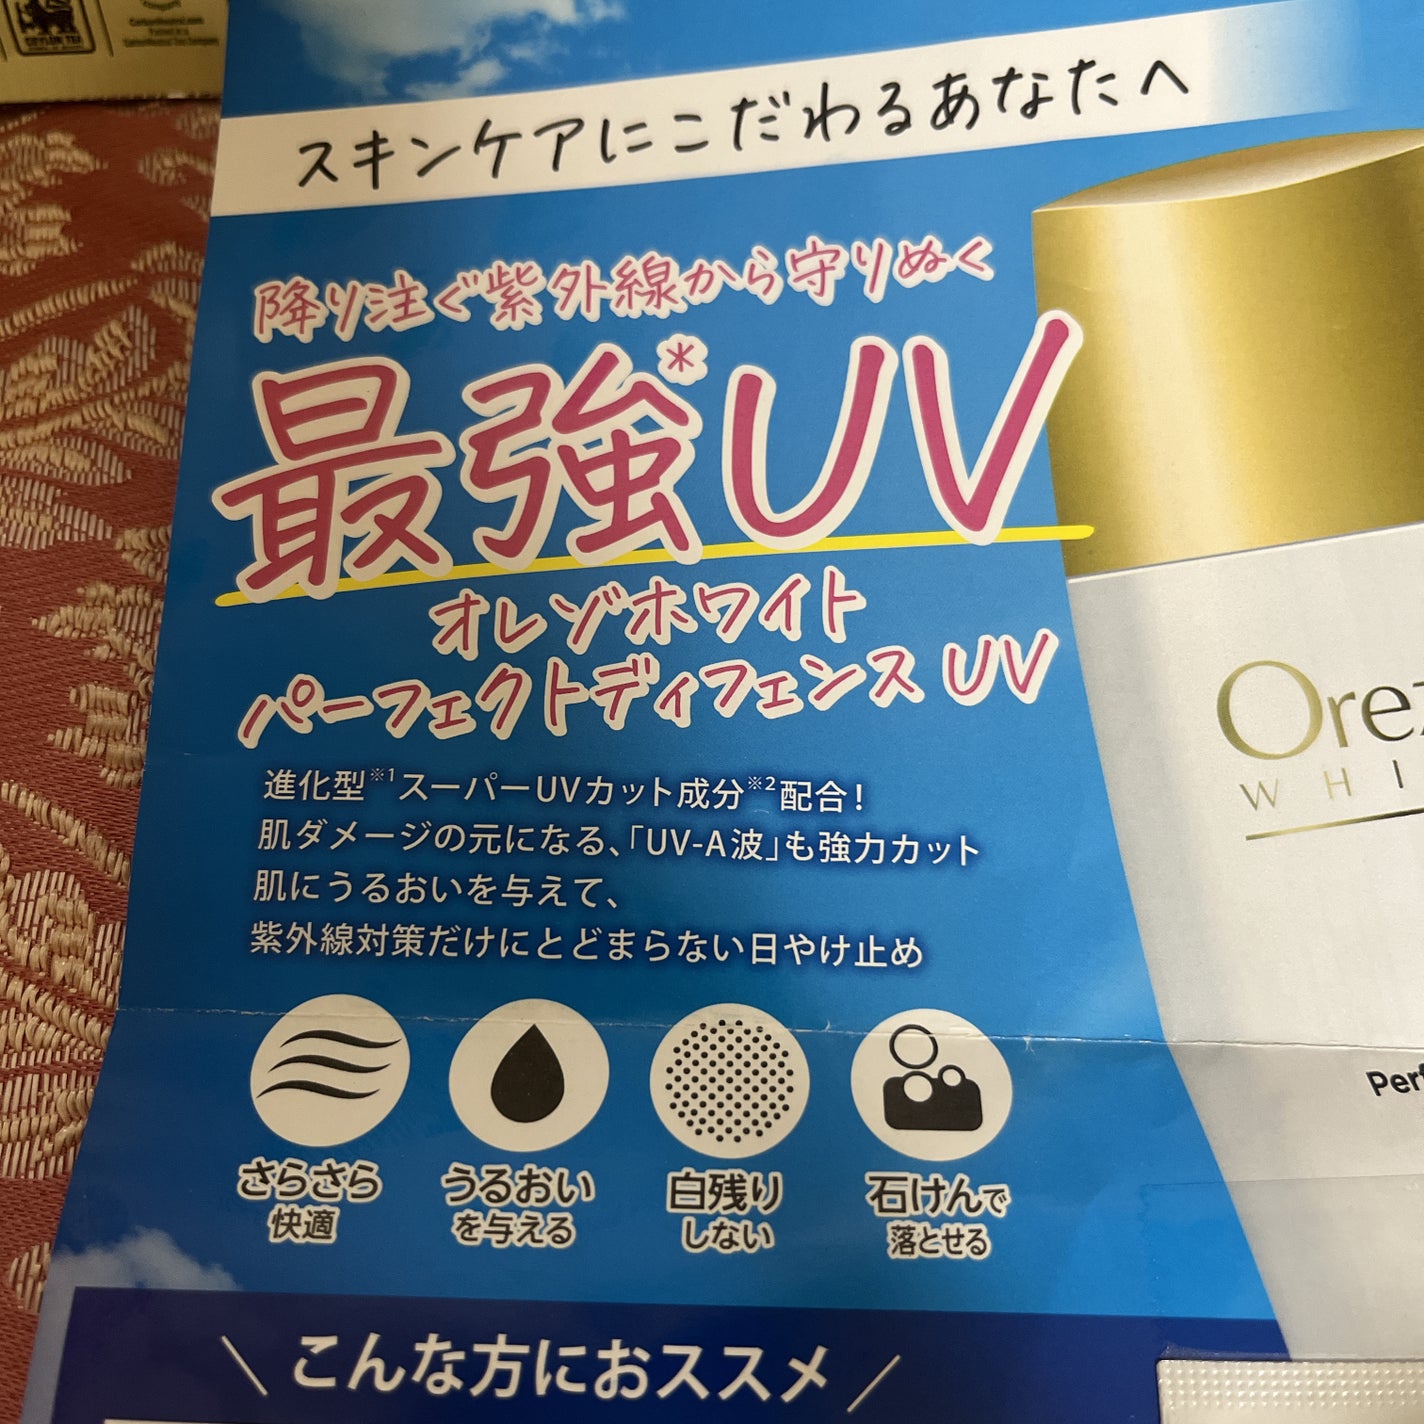 CEYLON TEA
スキンケアにこだわるあなたへ
降り注ぐ紫外線から守りぬく
最強*UV
オレゾホワイト
パーフェクトディフェンス UV
進化型※1スーパーUVカット成分※2配合！
肌ダメージの元になる、「UV-A波」も強力カット
肌にうるおいを与えて、
紫外線対策だけにとどまらない日やけ止め
さらさら
快適
うるおい
を与える
白残り
しない
石けんで
落とせる
Orez
WHI
Perf
＼ こんな方におススメ ／